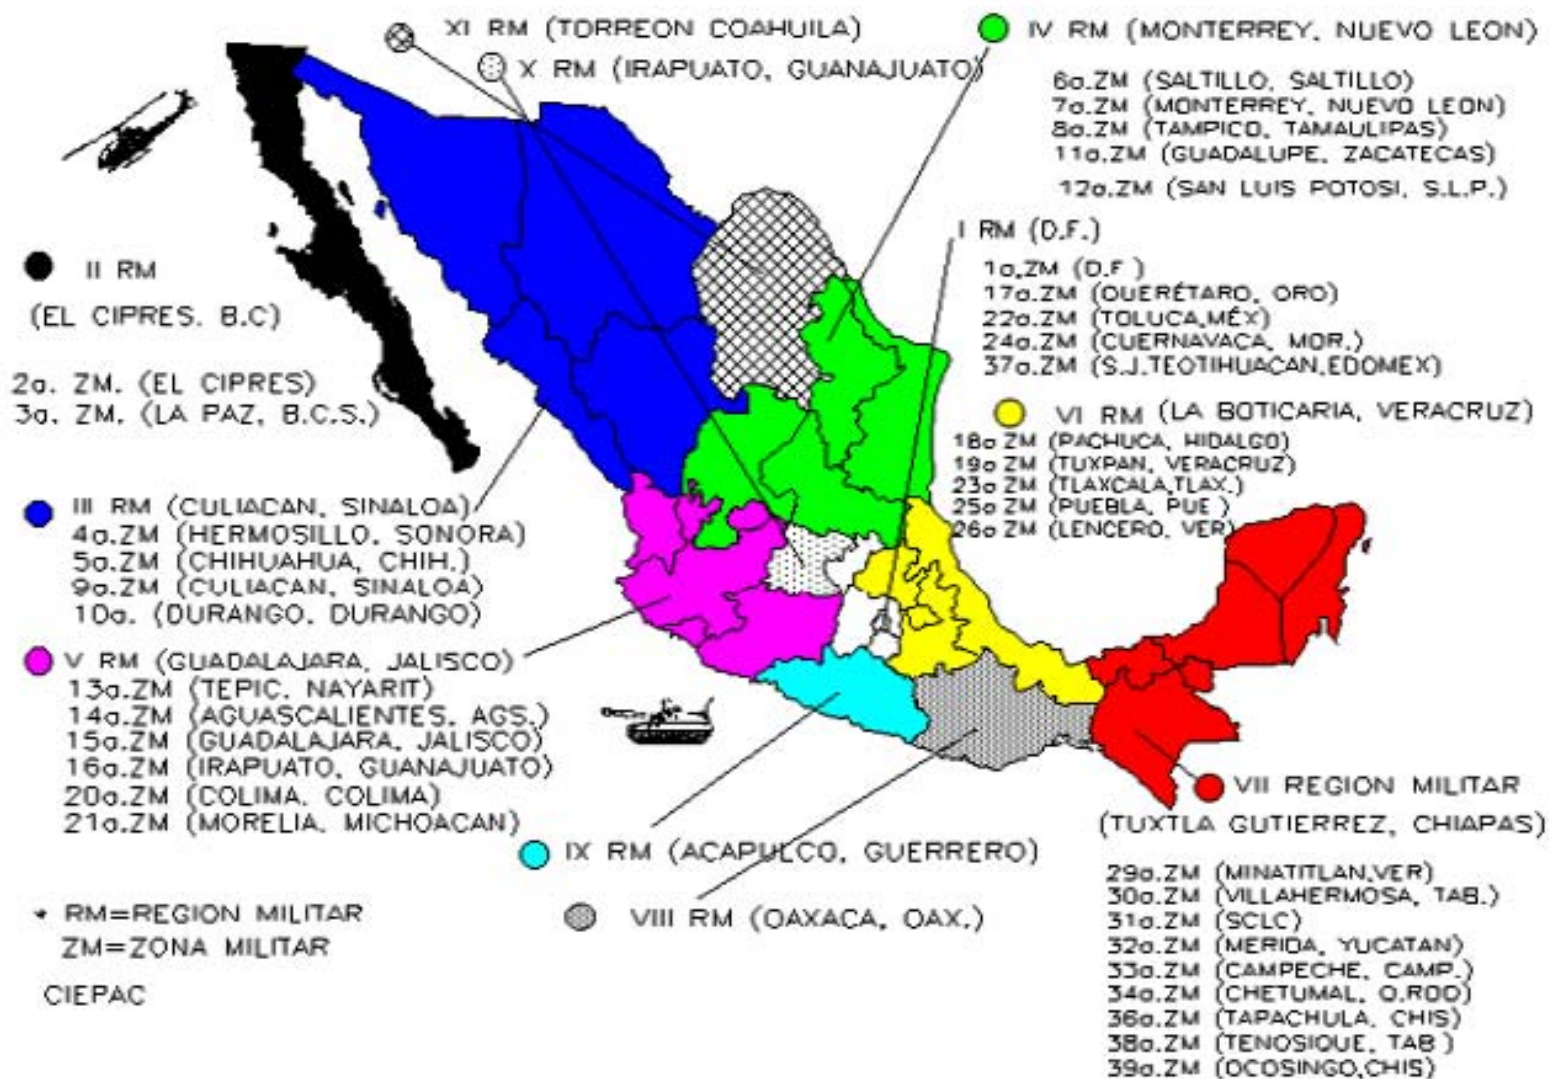 XI RM (TORREON COAHUILA)
X RM (IRAPUATO, GUANAJUATO)
IV RM (MONTERREY, NUEVO LEON)
6a.ZM (SALTILLO, SALTILLO)
7a.ZM (MONTERREY, NUEVO LEON)
8a.ZM (TAMPICO, TAMAULIPAS)
11a.ZM (GUADALUPE, ZACATECAS)
12a.ZM (SAN LUIS POTOSI, S.L.P.)
I RM (D.F.)
1a.ZM (D.F)
17a.ZM (QUERÉTARO, QRO)
22a.ZM (TOLUCA,MÉX)
24a.ZM (CUERNAVACA, MOR.)
37a.ZM (S.J.TEOTIHUACAN,EDOMEX)
II RM
(EL CIPRES. B.C)
2a. ZM. (EL CIPRES)
3a. ZM. (LA PAZ, B.C.S.)
VI RM (LA BOTICARIA, VERACRUZ)
18a ZM (PACHUCA, HIDALGO)
19a ZM (TUXPAN, VERACRUZ)
23a ZM (TLAXCALA,TLAX.)
25a ZM (PUEBLA, PUE )
26a ZM (LENCERO, VER)
III RM (CULIACAN, SINALOA)
4a.ZM (HERMOSILLO, SONORA)
5a.ZM (CHIHUAHUA, CHIH.)
9a.ZM (CULIACAN, SINALOA)
10a. (DURANGO, DURANGO)
V RM (GUADALAJARA, JALISCO)
13a.ZM (TEPIC, NAYARIT)
14a.ZM (AGUASCALIENTES, AGS.)
15a.ZM (GUADALAJARA, JALISCO)
16a.ZM (IRAPUATO, GUANAJUATO)
20a.ZM (COLIMA, COLIMA)
21a.ZM (MORELIA, MICHOACAN)
VII REGION MILITAR
(TUXTLA GUTIERREZ, CHIAPAS)
29a.ZM (MINATITLAN,VER)
30a.ZM (VILLAHERMOSA, TAB.)
31a.ZM (SCLC)
32a.ZM (MERIDA, YUCATAN)
33a.ZM (CAMPECHE, CAMP.)
34a.ZM (CHETUMAL, Q.ROO)
36a.ZM (TAPACHULA, CHIS)
38a.ZM (TENOSIQUE, TAB )
39a.ZM (OCOSINGO,CHIS)
IX RM (ACAPULCO, GUERRERO)
VIII RM (OAXACA, OAX.)
* RM=REGION MILITAR
ZM=ZONA MILITAR
CIEPAC